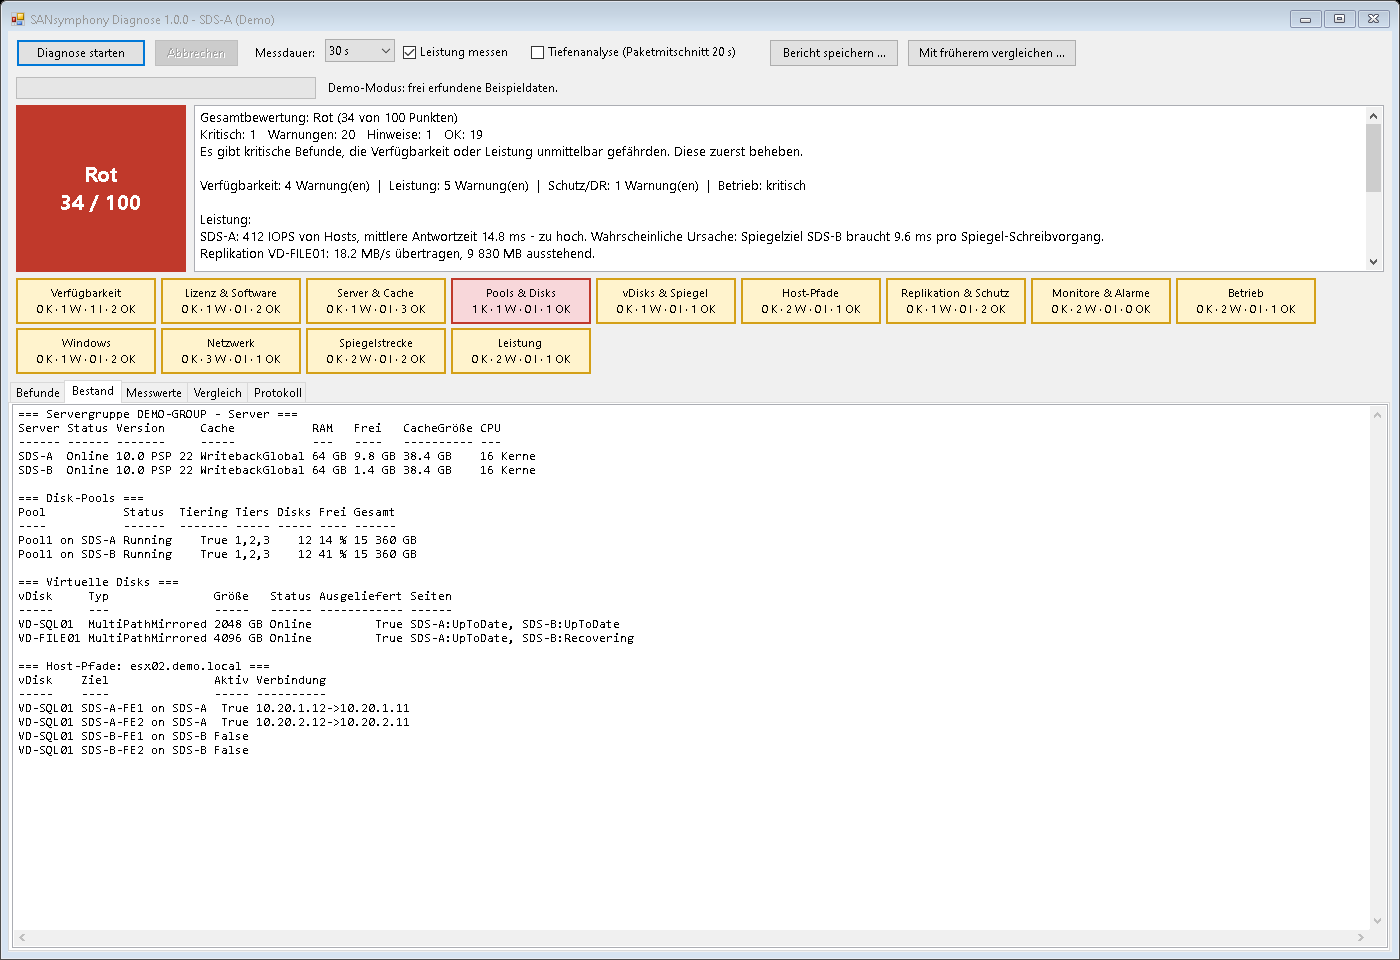 SANsymphony Diagnose 1.0.0 - SDS-A (Demo)
Diagnose starten Abbrechen Messdauer: 30 s Leistung messen Tiefenanalyse (Paketmitschnitt 20 s) Bericht speichern ... Mit früherem vergleichen ...
Demo-Modus: frei erfundene Beispieldaten.
Rot
34 / 100
Gesamtbewertung: Rot (34 von 100 Punkten)
Kritisch: 1 Warnungen: 20 Hinweise: 1 OK: 19
Es gibt kritische Befunde, die Verfügbarkeit oder Leistung unmittelbar gefährden. Diese zuerst beheben.
Verfügbarkeit: 4 Warnung(en) | Leistung: 5 Warnung(en) | Schutz/DR: 1 Warnung(en) | Betrieb: kritisch
Leistung:
SDS-A: 412 IOPS von Hosts, mittlere Antwortzeit 14.8 ms - zu hoch. Wahrscheinliche Ursache: Spiegelziel SDS-B braucht 9.6 ms pro Spiegel-Schreibvorgang.
Replikation VD-FILE01: 18.2 MB/s übertragen, 9 830 MB ausstehend.
Verfügbarkeit
0 K · 1 W · 1 I · 2 OK
Lizenz & Software
0 K · 1 W · 0 I · 2 OK
Server & Cache
0 K · 1 W · 0 I · 3 OK
Pools & Disks
1 K · 1 W · 0 I · 1 OK
vDisks & Spiegel
0 K · 1 W · 0 I · 1 OK
Host-Pfade
0 K · 2 W · 0 I · 1 OK
Replikation & Schutz
0 K · 1 W · 0 I · 2 OK
Monitore & Alarme
0 K · 2 W · 0 I · 0 OK
Betrieb
0 K · 2 W · 0 I · 1 OK
Windows
0 K · 1 W · 0 I · 2 OK
Netzwerk
0 K · 3 W · 0 I · 1 OK
Spiegelstrecke
0 K · 2 W · 0 I · 2 OK
Leistung
0 K · 2 W · 0 I · 1 OK
Befunde Bestand Messwerte Vergleich Protokoll
=== Servergruppe DEMO-GROUP - Server ===
Server Status Version     Cache           RAM   Frei   CacheGröße CPU
------ ------ -------     -----           ---   ----   ---------- ---
SDS-A  Online 10.0 PSP 22 WritebackGlobal 64 GB 9.8 GB 38.4 GB    16 Kerne
SDS-B  Online 10.0 PSP 22 WritebackGlobal 64 GB 1.4 GB 38.4 GB    16 Kerne
=== Disk-Pools ===
Pool           Status  Tiering Tiers Disks Frei Gesamt
----           ------  ------- ----- ----- ---- ------
Pool1 on SDS-A Running    True 1,2,3    12 14 % 15 360 GB
Pool1 on SDS-B Running    True 1,2,3    12 41 % 15 360 GB
=== Virtuelle Disks ===
vDisk     Typ               Größe   Status Ausgeliefert Seiten
-----     ---               -----   ------ ------------ ------
VD-SQL01  MultiPathMirrored 2048 GB Online         True SDS-A:UpToDate, SDS-B:UpToDate
VD-FILE01 MultiPathMirrored 4096 GB Online         True SDS-A:UpToDate, SDS-B:Recovering
=== Host-Pfade: esx02.demo.local ===
vDisk    Ziel               Aktiv Verbindung
-----    ----               ----- ----------
VD-SQL01 SDS-A-FE1 on SDS-A  True 10.20.1.12->10.20.1.11
VD-SQL01 SDS-A-FE2 on SDS-A  True 10.20.2.12->10.20.2.11
VD-SQL01 SDS-B-FE1 on SDS-B False
VD-SQL01 SDS-B-FE2 on SDS-B False